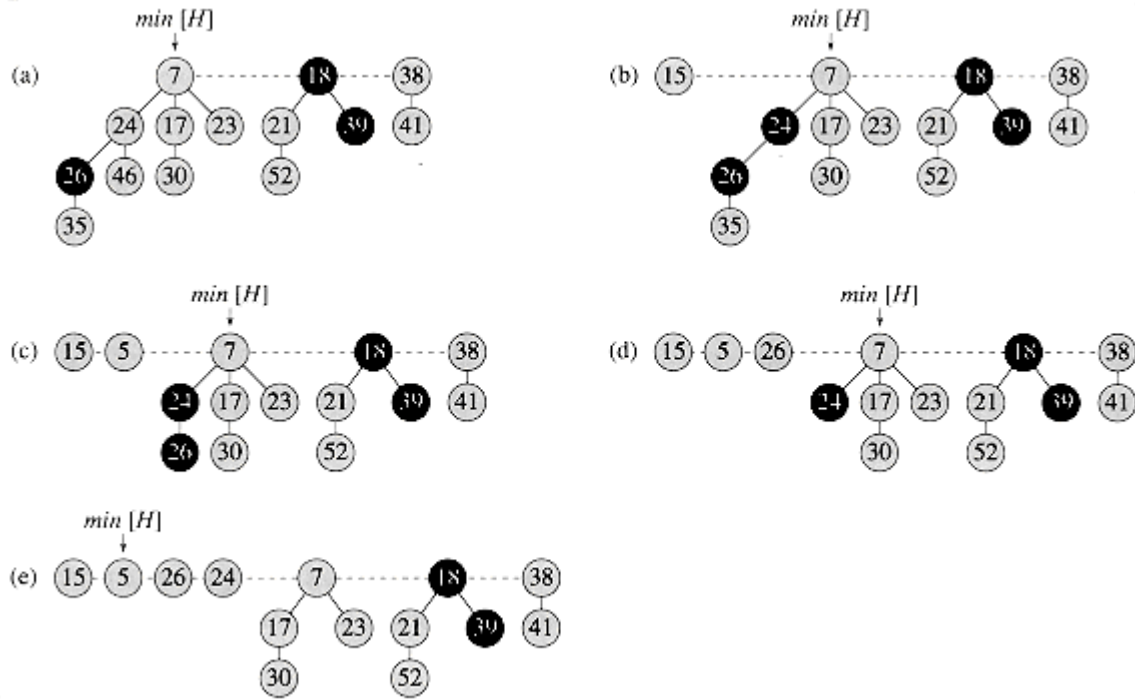 min [H]
min [H]
(a) 7 18 38
(b) 15 7 18 38
24 17 23 21 39 41
24 17 23 21 39 41
26 46 30 52
26 30 52
35
35
min [H]
min [H]
(c) 15 5 7 18 38
(d) 15 5 26 7 18 38
24 17 23 21 39 41
24 17 23 21 39 41
26 30 52
30 52
min [H]
(e) 15 5 26 24 7 18 38
17 23 21 39 41
30 52